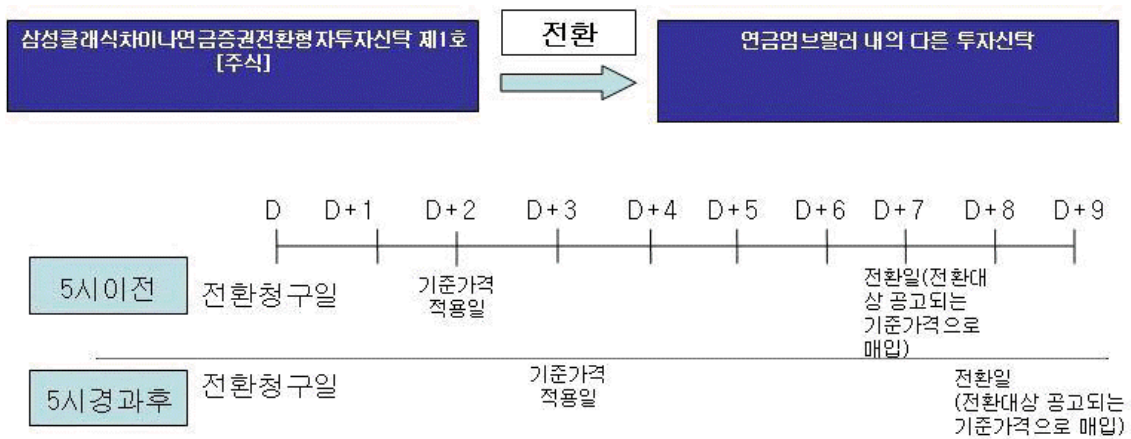 삼성클래식차이나연금증권전환형자투자신탁 제1호
[주식]
전환
연금엄브렐러 내의 다른 투자신탁
D D+1 D+2 D+3 D+4 D+5 D+6 D+7 D+8 D+9
5시이전
전환청구일
기준가격
적용일
전환일(전환대
상 공고되는
기준가격으로
매입)
5시경과후
전환청구일
기준가격
적용일
전환일
(전환대상 공고되는
기준가격으로 매입)